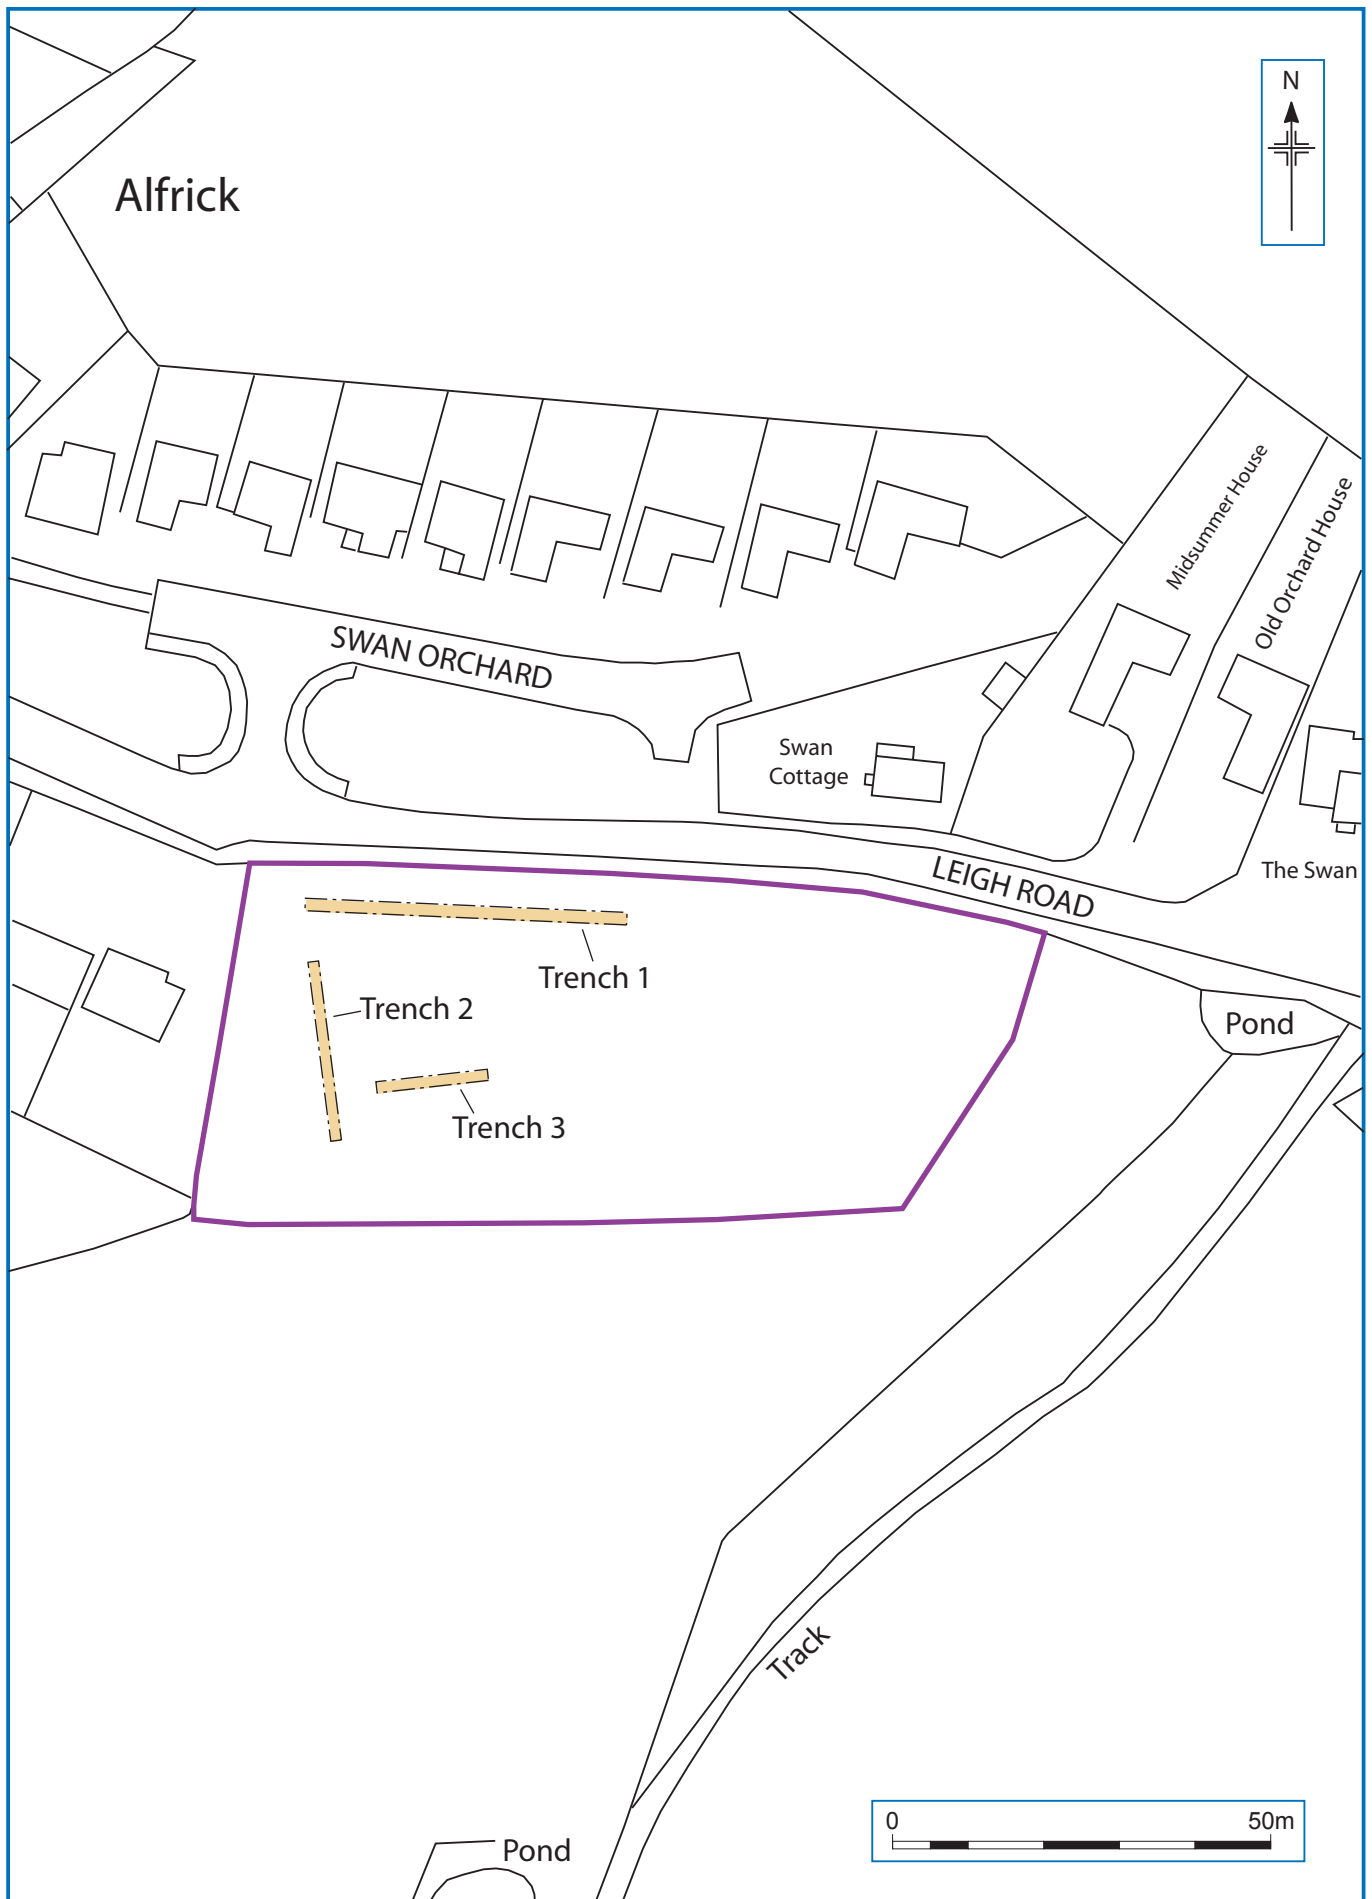 N
Alfrick
Midsummer House
Old Orchard House
SWAN ORCHARD
Swan
Cottage
LEIGH ROAD
The Swan
Trench 1
Trench 2
Pond
Trench 3
Track
0 50m
Pond